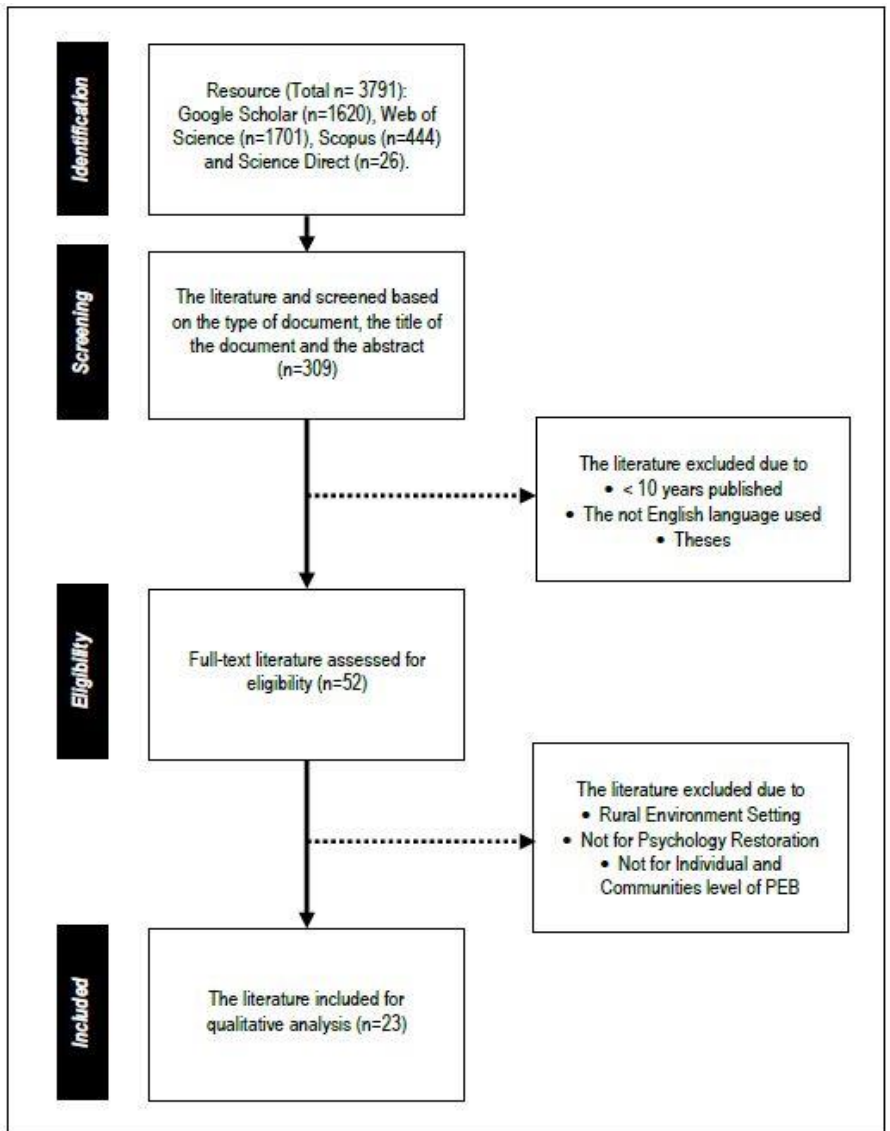 Identification
Resource (Total n= 3791):
Google Scholar (n=1620), Web of
Science (n=1701), Scopus (n=444)
and Science Direct (n=26).
Screening
The literature and screened based
on the type of document, the title of
the document and the abstract
(n=309)
The literature excluded due to
• < 10 years published
• The not English language used
• Theses
Eligibility
Full-text literature assessed for
eligibility (n=52)
The literature excluded due to
• Rural Environment Setting
• Not for Psychology Restoration
• Not for Individual and
Communities level of PEB
Included
The literature included for
qualitative analysis (n=23)